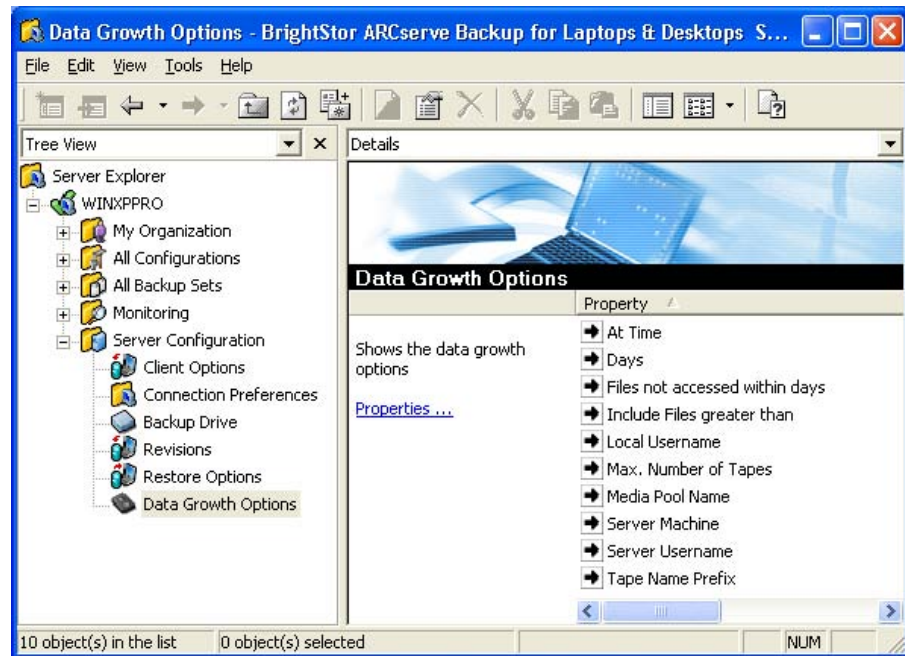 Data Growth Options - BrightStor ARCserve Backup for Laptops & Desktops S...
File Edit View Tools Help
Tree View
Server Explorer
WINXPPRO
My Organization
All Configurations
All Backup Sets
Monitoring
Server Configuration
Client Options
Connection Preferences
Backup Drive
Revisions
Restore Options
Data Growth Options
Details
Data Growth Options
Shows the data growth
options
Properties ...
Property
At Time
Days
Files not accessed within days
Include Files greater than
Local Username
Max. Number of Tapes
Media Pool Name
Server Machine
Server Username
Tape Name Prefix
10 object(s) in the list 0 object(s) selected NUM